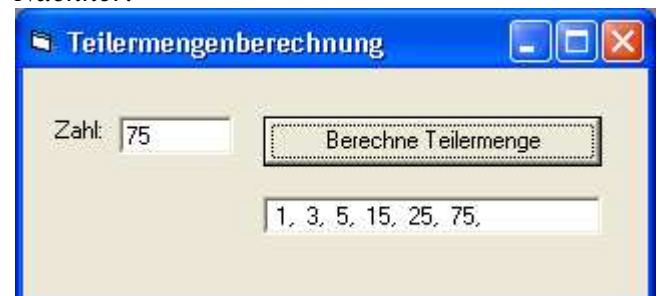 Teilermengenberechnung
Zahl: 75 Berechne Teilermenge
1, 3, 5, 15, 25, 75,